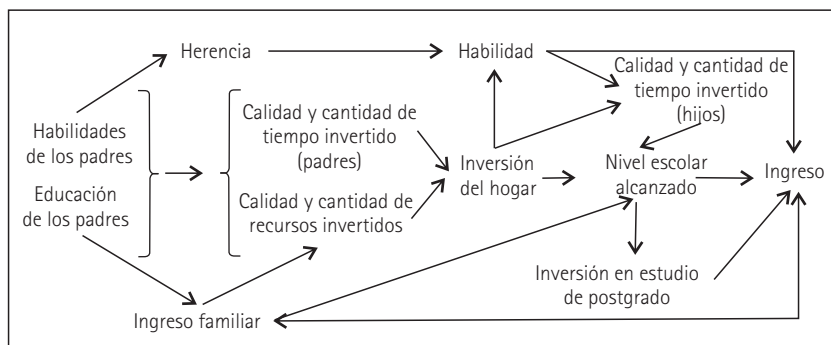 Herencia
Habilidad
Calidad y cantidad de
tiempo invertido
(hijos)
Habilidades
de los padres
Educación
de los padres
Calidad y cantidad de
tiempo invertido
(padres)
Calidad y cantidad de
recursos invertidos
Inversión
del hogar
Nivel escolar
alcanzado
Ingreso
Inversión en estudio
de postgrado
Ingreso familiar